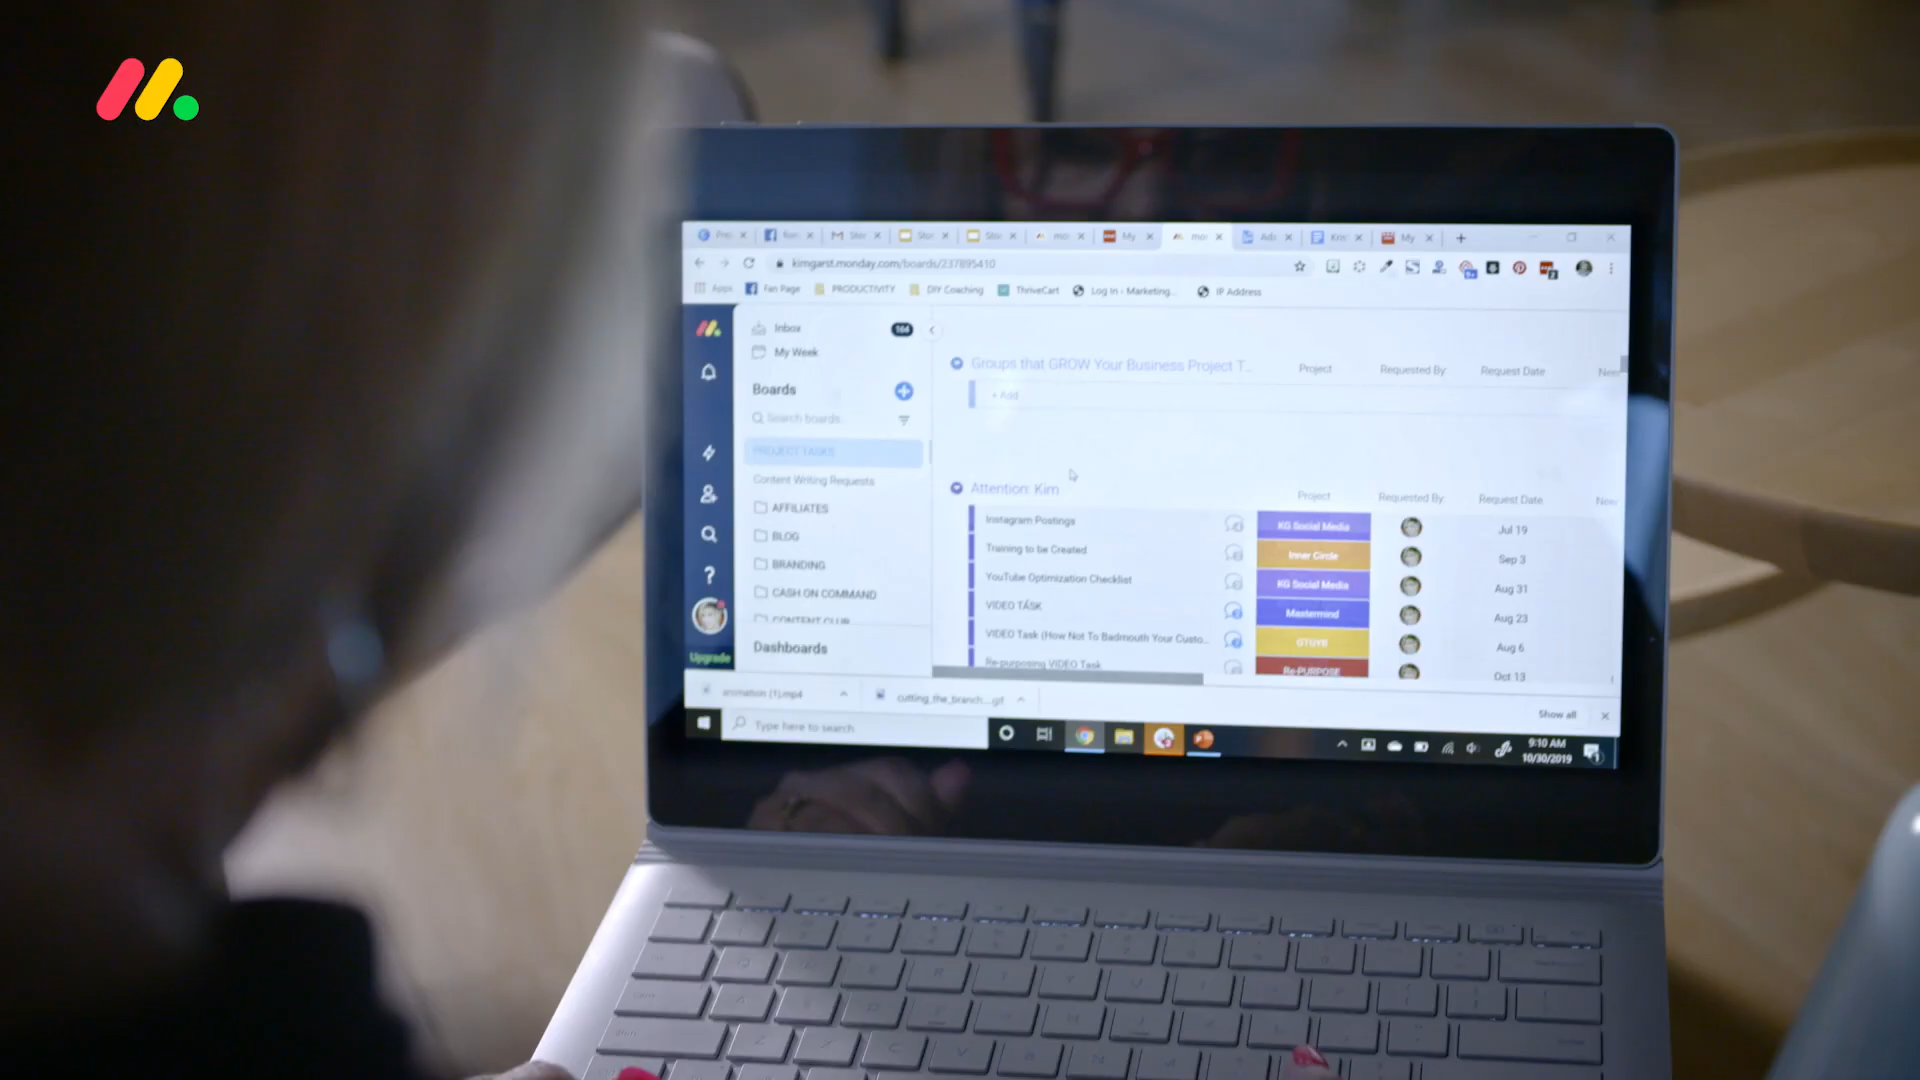 My
My
kimgarst.monday.com/boards/237895410
Apps
Fan Page
PRODUCTIVITY
DIY Coaching
ThriveCart
Log In - Marketing...
IP Address
Inbox
164
My Week
Boards
Search boards
PROJECT TASKS
Content Writing Requests
AFFILIATES
BLOG
BRANDING
CASH ON COMMAND
CONTENT CLUB
Dashboards
Upgrade
Groups that GROW Your Business Project T...
Project
Requested By
Request Date
+ Add
Attention: Kim
Project
Requested By
Request Date
Instagram Postings
KG Social Media
Jul 19
Training to be Created
Inner Circle
Sep 3
YouTube Optimization Checklist
KG Social Media
Aug 31
VIDEO TASK
Mastermind
Aug 23
VIDEO Task (How Not To Badmouth Your Custo...
GTGYB
Aug 6
Re-purposing VIDEO Task
Re-PURPOSE
Oct 13
animation (1).mp4
cutting_the_branch....gif
Show all
Type here to search
9:10 AM
10/30/2019